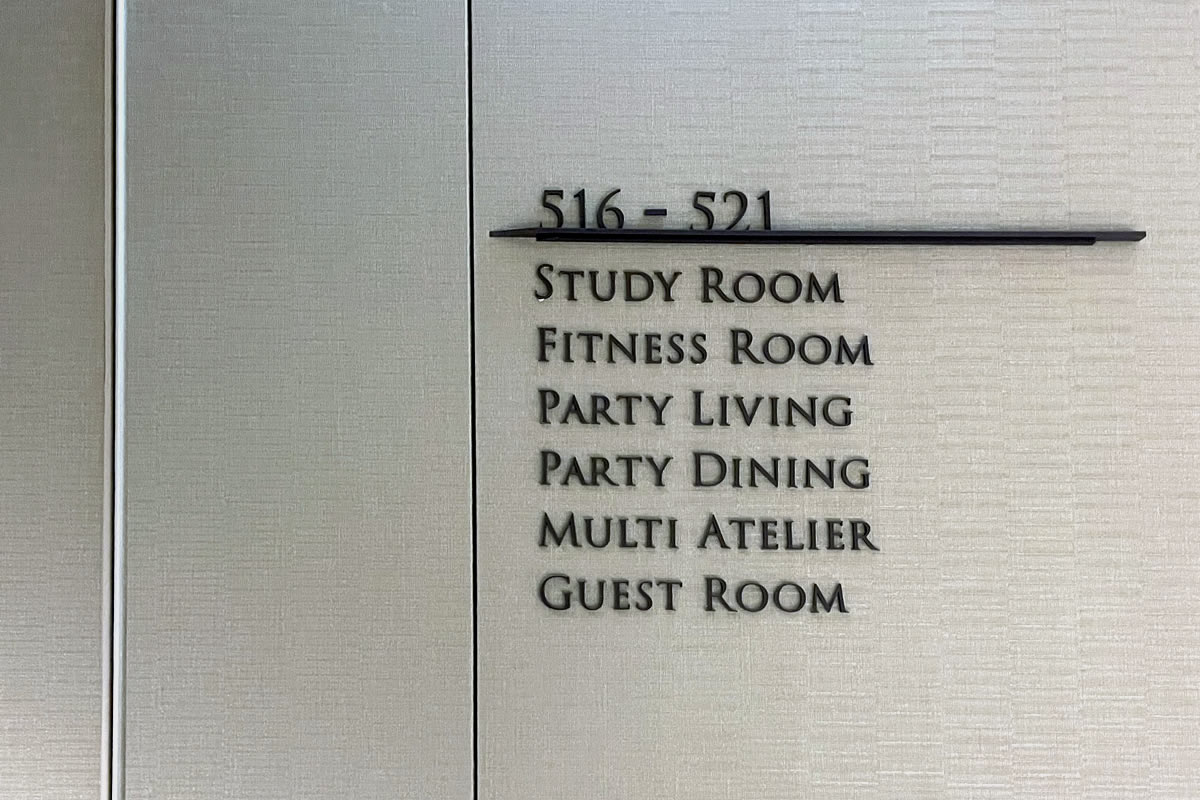 516 - 521
STUDY ROOM
FITNESS ROOM
PARTY LIVING
PARTY DINING
MULTI ATELIER
GUEST ROOM